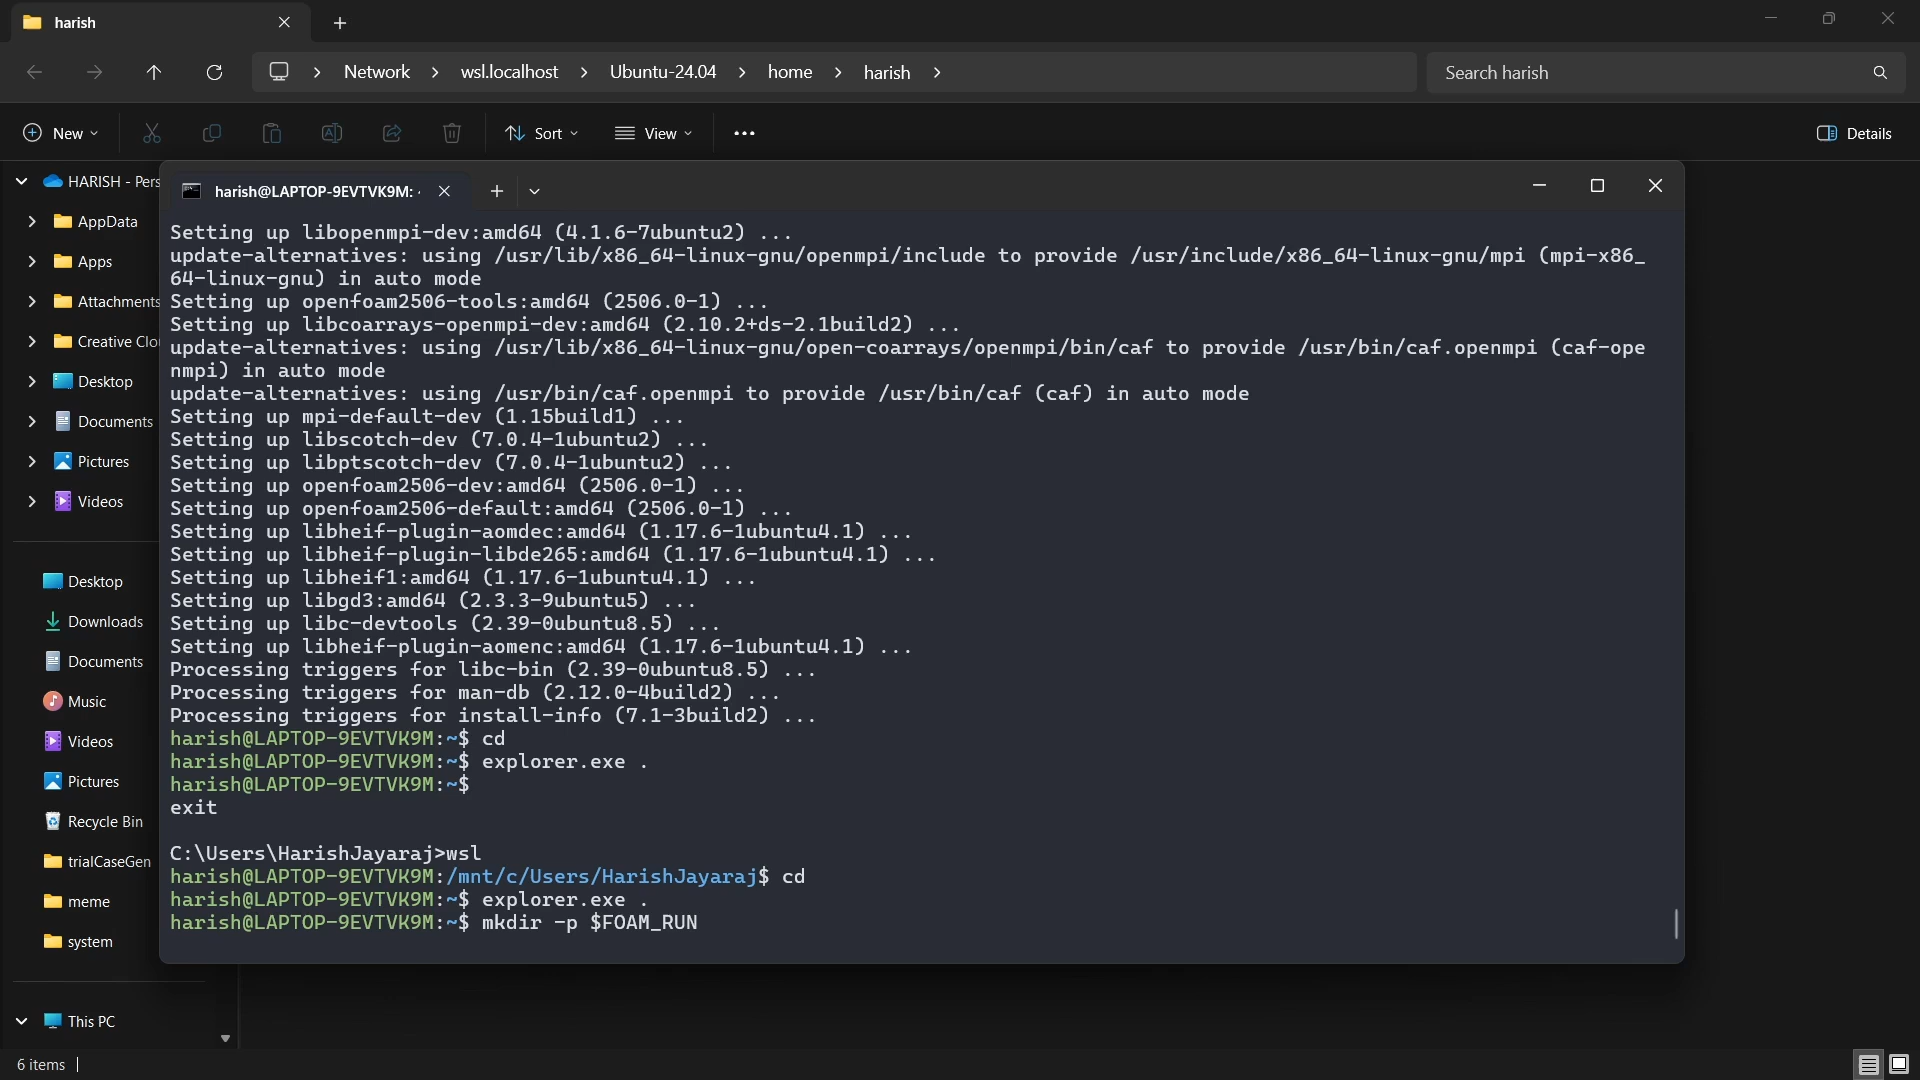 harish
Network
wsl.localhost
Ubuntu-24.04
home
harish
Search harish
New
Sort
View
Details
HARISH - Pers
AppData
Apps
Attachments
Creative Clo
Desktop
Documents
Pictures
Videos
Desktop
Downloads
Documents
Music
Videos
Pictures
Recycle Bin
trialCaseGen
meme
system
This PC
6 items
harish@LAPTOP-9EVTVK9M:
Setting up libopenmpi-dev:amd64 (4.1.6-7ubuntu2) ...
update-alternatives: using /usr/lib/x86_64-linux-gnu/openmpi/include to provide /usr/include/x86_64-linux-gnu/mpi (mpi-x86_
64-linux-gnu) in auto mode
Setting up openfoam2506-tools:amd64 (2506.0-1) ...
Setting up libcoarrays-openmpi-dev:amd64 (2.10.2+ds-2.1build2) ...
update-alternatives: using /usr/lib/x86_64-linux-gnu/open-coarrays/openmpi/bin/caf to provide /usr/bin/caf.openmpi (caf-ope
nmpi) in auto mode
update-alternatives: using /usr/bin/caf.openmpi to provide /usr/bin/caf (caf) in auto mode
Setting up mpi-default-dev (1.15build1) ...
Setting up libscotch-dev (7.0.4-1ubuntu2) ...
Setting up libptscotch-dev (7.0.4-1ubuntu2) ...
Setting up openfoam2506-dev:amd64 (2506.0-1) ...
Setting up openfoam2506-default:amd64 (2506.0-1) ...
Setting up libheif-plugin-aomdec:amd64 (1.17.6-1ubuntu4.1) ...
Setting up libheif-plugin-libde265:amd64 (1.17.6-1ubuntu4.1) ...
Setting up libheif1:amd64 (1.17.6-1ubuntu4.1) ...
Setting up libgd3:amd64 (2.3.3-9ubuntu5) ...
Setting up libc-devtools (2.39-0ubuntu8.5) ...
Setting up libheif-plugin-aomenc:amd64 (1.17.6-1ubuntu4.1) ...
Processing triggers for libc-bin (2.39-0ubuntu8.5) ...
Processing triggers for man-db (2.12.0-4build2) ...
Processing triggers for install-info (7.1-3build2) ...
harish@LAPTOP-9EVTVK9M:~$ cd
harish@LAPTOP-9EVTVK9M:~$ explorer.exe .
harish@LAPTOP-9EVTVK9M:~$
exit
C:\Users\HarishJayaraj>wsl
harish@LAPTOP-9EVTVK9M:/mnt/c/Users/HarishJayaraj$ cd
harish@LAPTOP-9EVTVK9M:~$ explorer.exe .
harish@LAPTOP-9EVTVK9M:~$ mkdir -p $FOAM_RUN